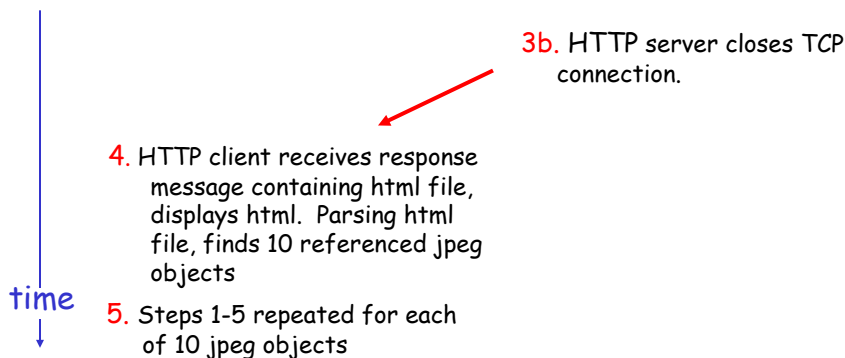 3b. HTTP server closes TCP
connection.
4. HTTP client receives response
message containing html file,
displays html. Parsing html
file, finds 10 referenced jpeg
objects
time
5. Steps 1-5 repeated for each
of 10 jpeg objects